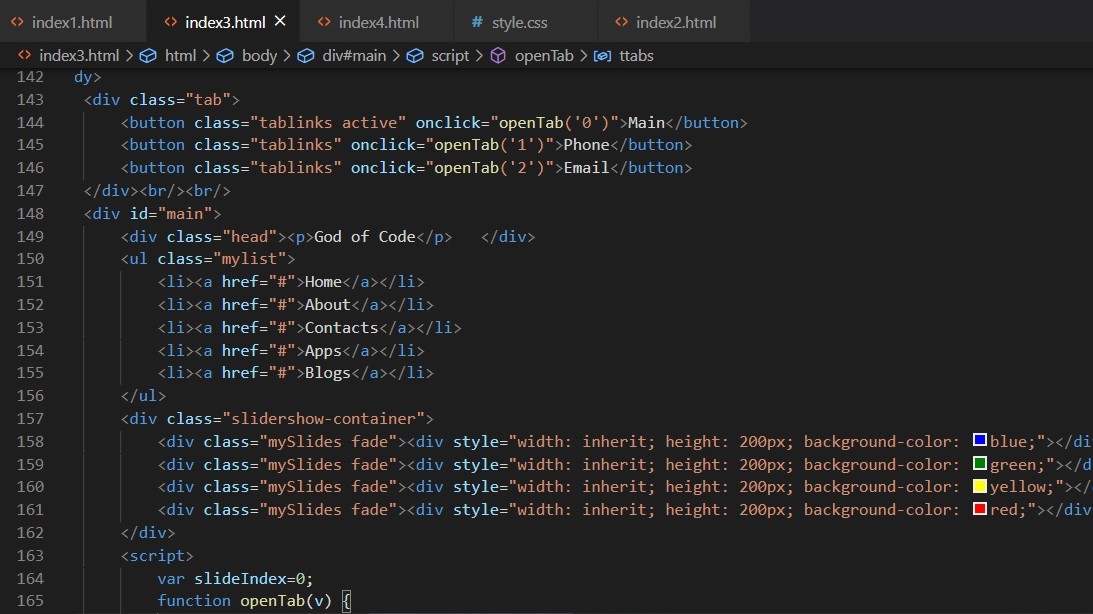 index1.html index3.html × index4.html # style.css index2.html
index3.html > html > body > div#main > script > openTab > ttabs
142 dy>
143 <div class="tab">
144 <button class="tablinks active" onclick="openTab('0')">Main</button>
145 <button class="tablinks" onclick="openTab('1')">Phone</button>
146 <button class="tablinks" onclick="openTab('2')">Email</button>
147 </div><br/><br/>
148 <div id="main">
149 <div class="head"><p>God of Code</p>   </div>
150 <ul class="mylist">
151 <li><a href="#">Home</a></li>
152 <li><a href="#">About</a></li>
153 <li><a href="#">Contacts</a></li>
154 <li><a href="#">Apps</a></li>
155 <li><a href="#">Blogs</a></li>
156 </ul>
157 <div class="slidershow-container">
158 <div class="mySlides fade"><div style="width: inherit; height: 200px; background-color: blue;"></di
159 <div class="mySlides fade"><div style="width: inherit; height: 200px; background-color: green;"></d
160 <div class="mySlides fade"><div style="width: inherit; height: 200px; background-color: yellow;"></
161 <div class="mySlides fade"><div style="width: inherit; height: 200px; background-color: red;"></div
162 </div>
163 <script>
164 var slideIndex=0;
165 function openTab(v) {